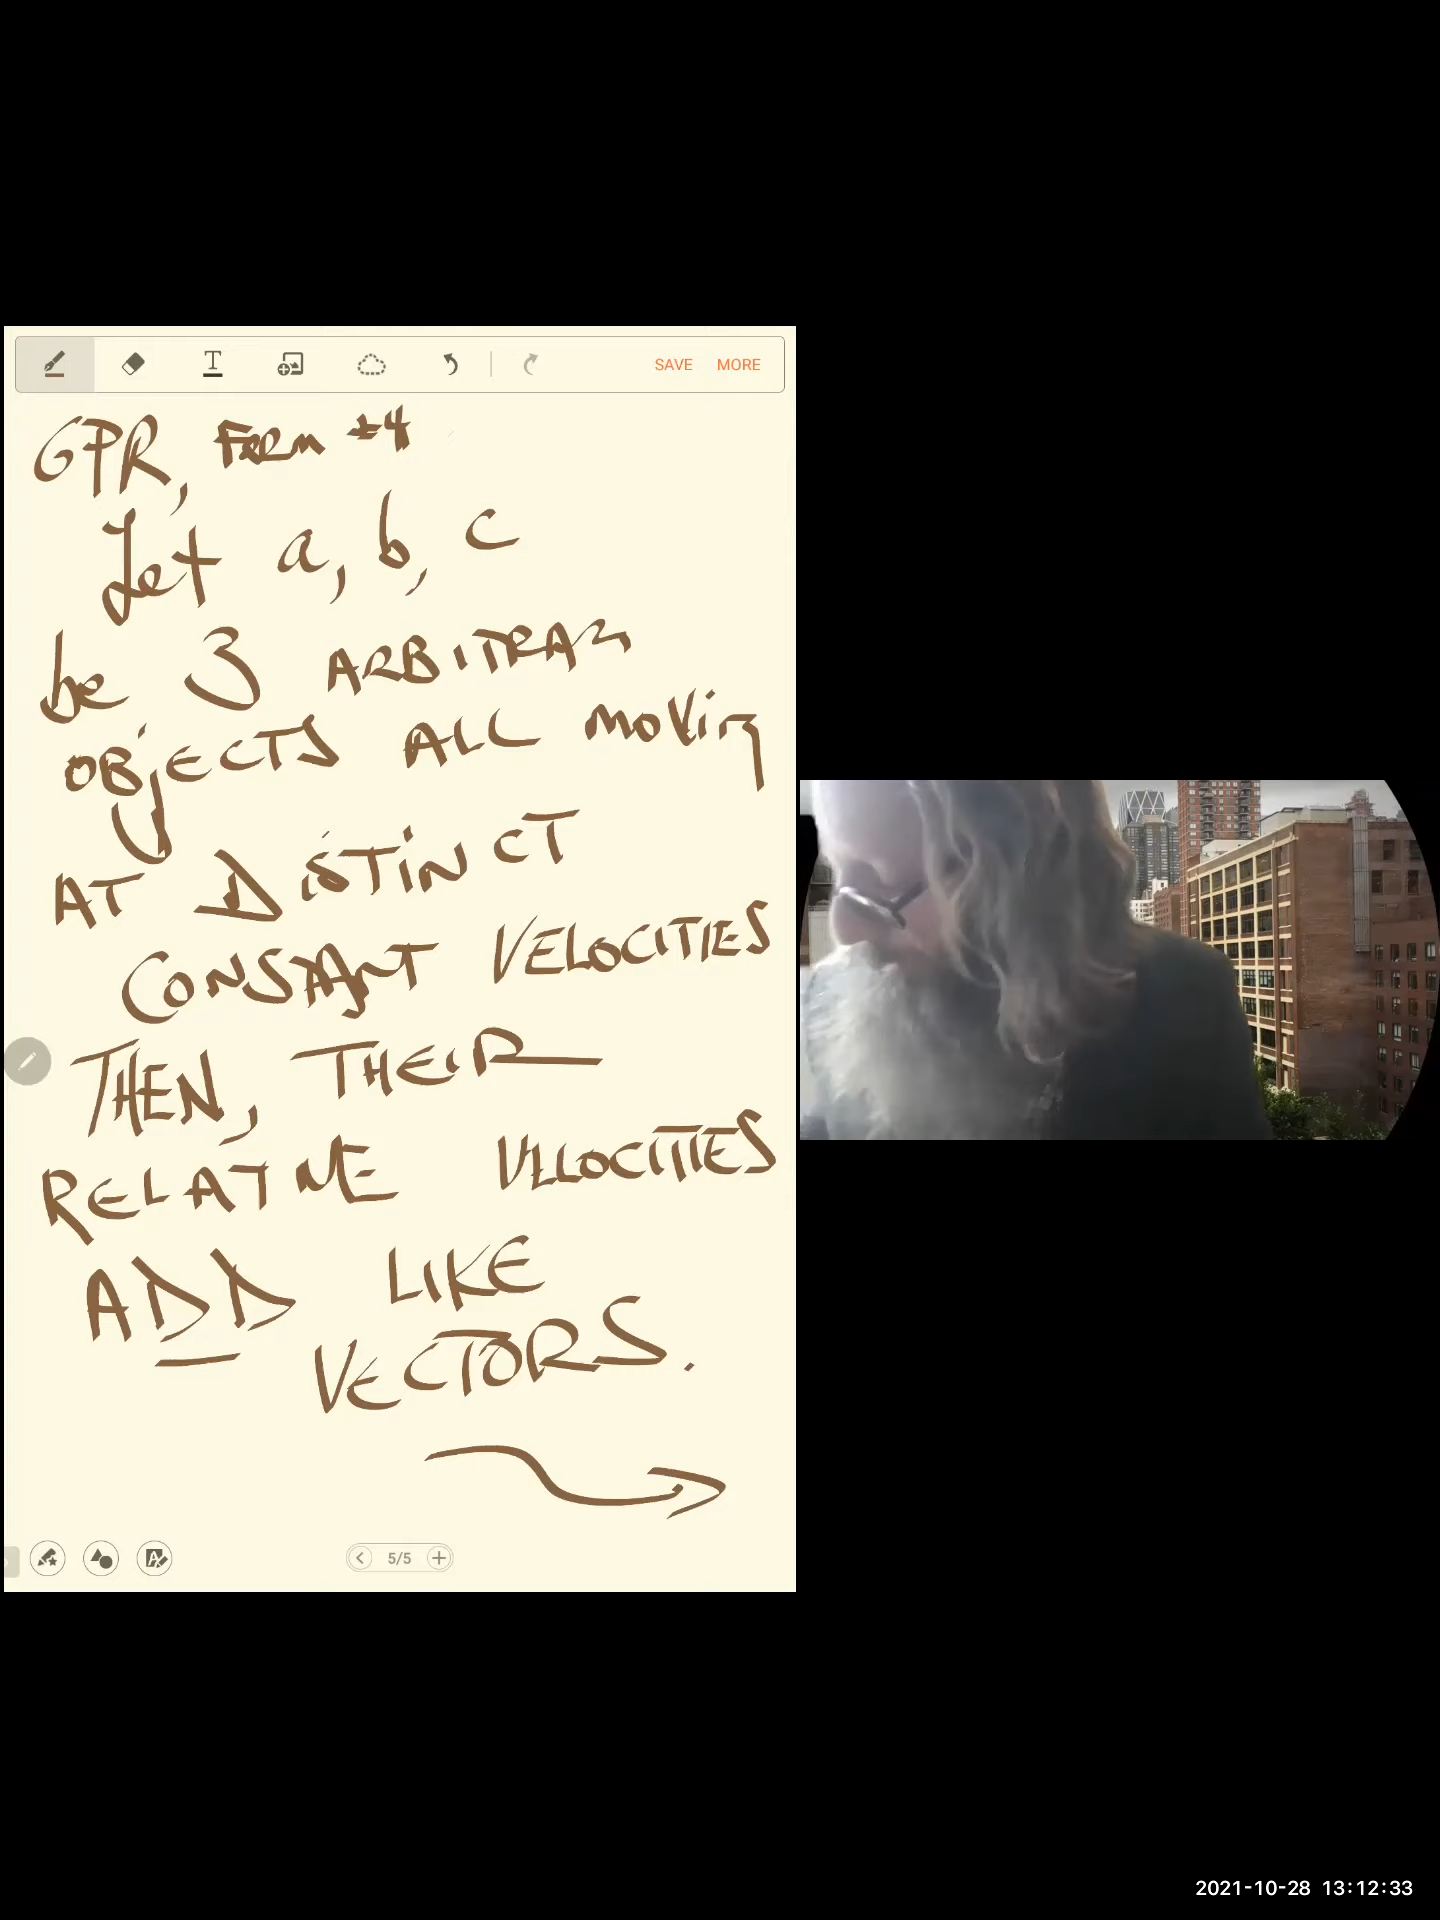 T
SAVE MORE
GPR, Form #4
Let a, b, c
be 3 ARBITRARY
OBJECTS ALL moving
AT DISTINCT
CONSTANT VELOCITIES
THEN, THEIR
RELATIVE VELOCITIES
ADD LIKE
VECTORS.
A
5/5
2021-10-28 13:12:33